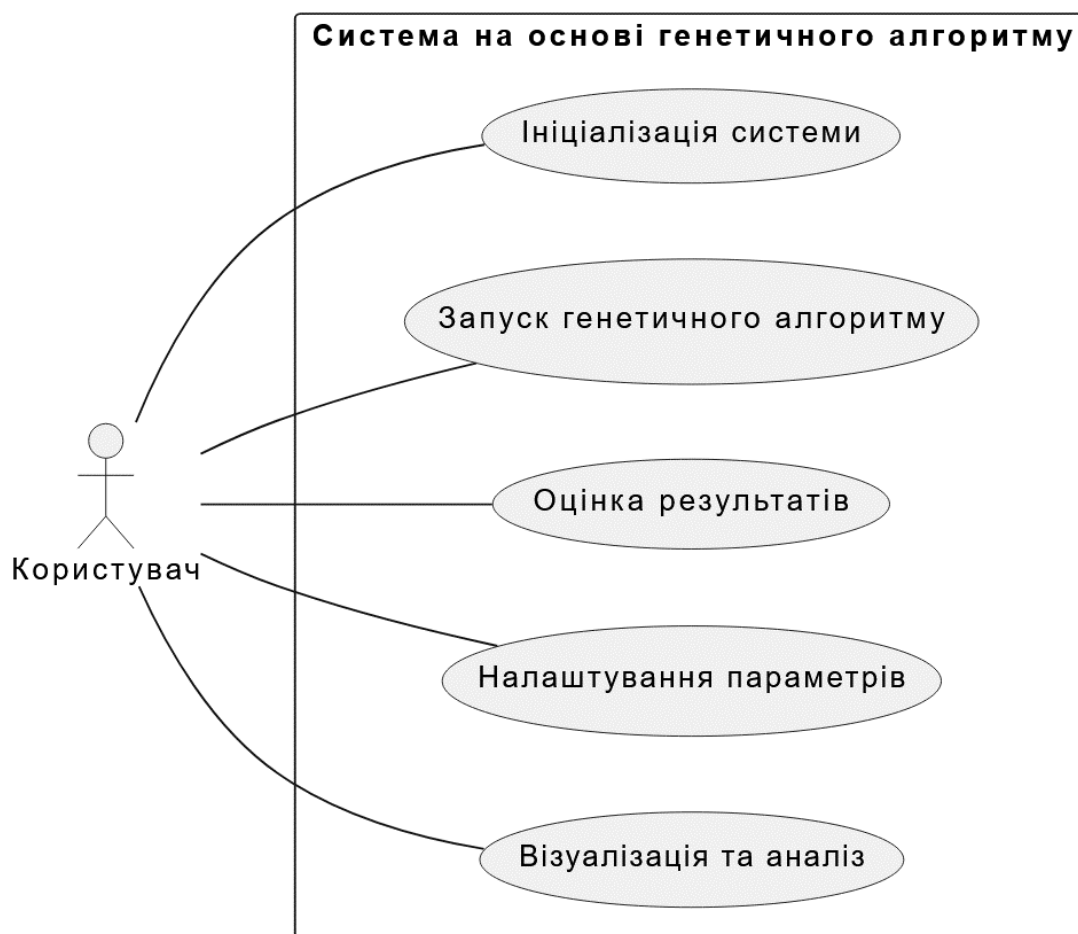 Система на основі генетичного алгоритму
Ініціалізація системи
Запуск генетичного алгоритму
Оцінка результатів
Користувач
Налаштування параметрів
Візуалізація та аналіз